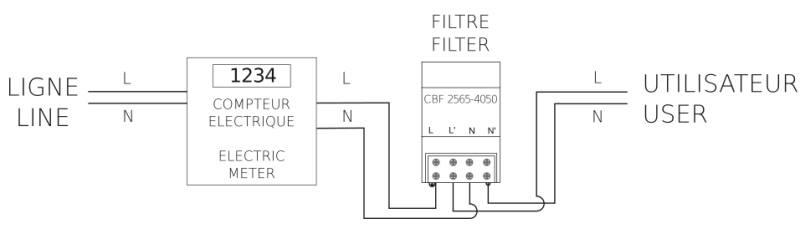 FILTRE
FILTER
LIGNE
LINE
L
N
1234
COMPTEUR
ELECTRIQUE
ELECTRIC
METER
L
N
CBF 2565-4050
L L' N N'
L
N
UTILISATEUR
USER